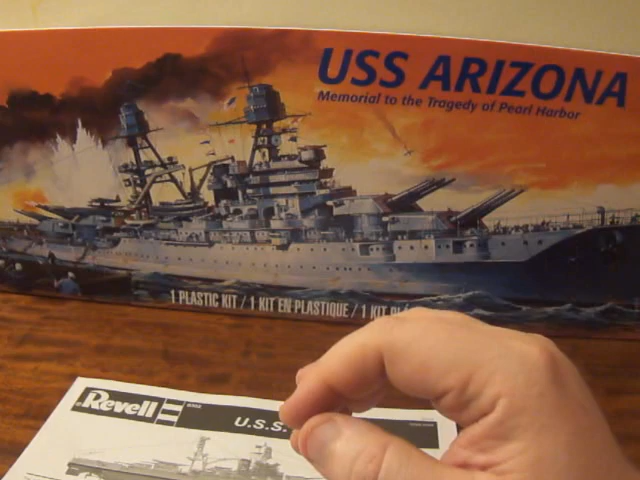 USS ARIZONA
Memorial to the Tragedy of Pearl Harbor
1 PLASTIC KIT / 1 KIT EN PLASTIQUE / 1 KIT
Revell
U.S.S.